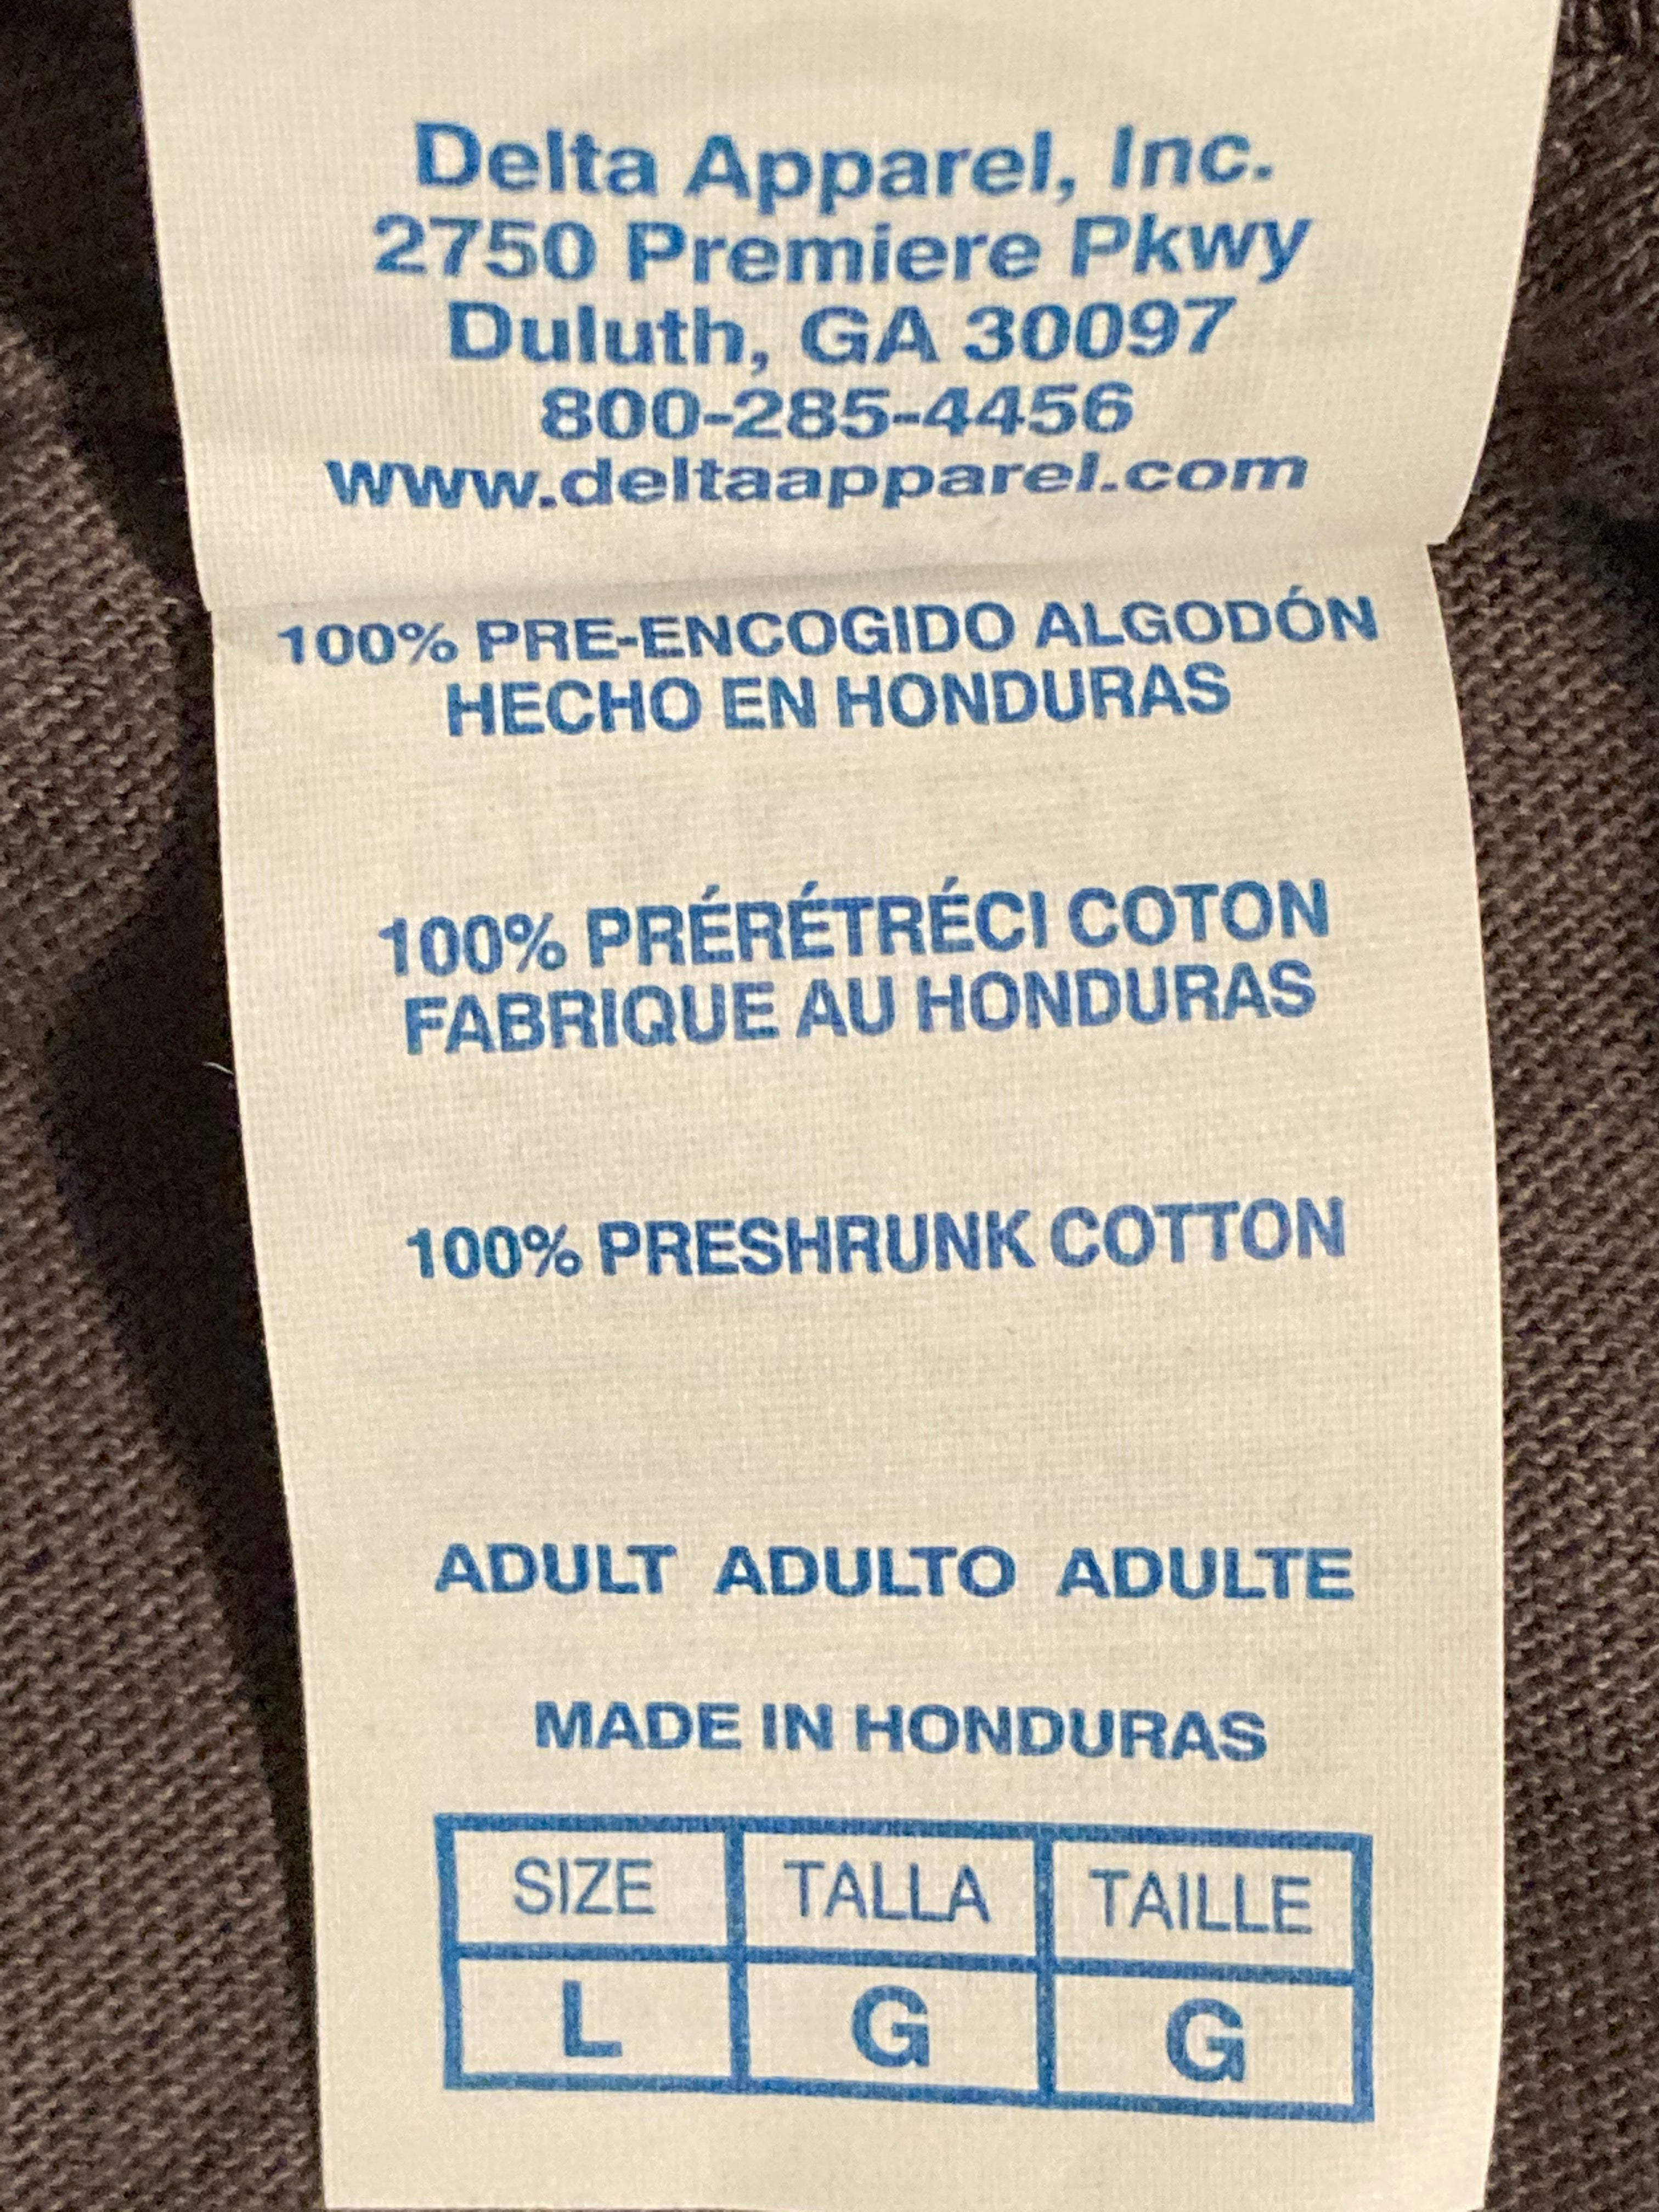 Delta Apparel, Inc.
2750 Premiere Pkwy
Duluth, GA 30097
800-285-4456
www.deltaapparel.com
100% PRE-ENCOGIDO ALGODÓN
HECHO EN HONDURAS
100% PRÉRÉTRÉCI COTON
FABRIQUE AU HONDURAS
100% PRESHRUNK COTTON
ADULT ADULTO ADULTE
MADE IN HONDURAS
SIZE TALLA TAILLE
L G G